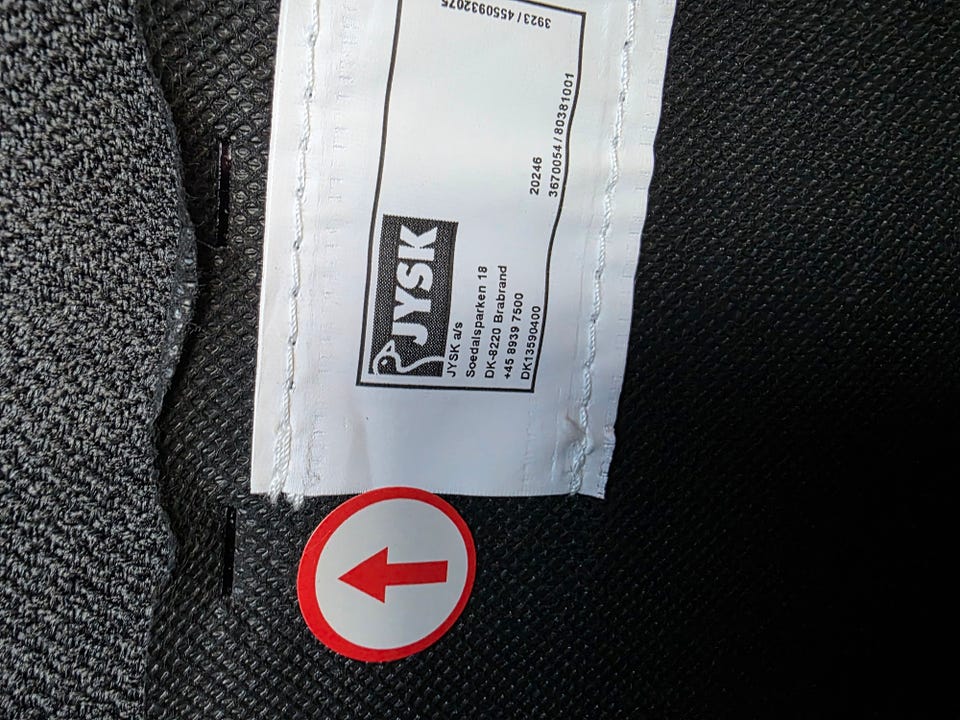 JYSK
JYSK a/s
Soedalsparken 18
DK-8220 Brabrand
+45 8939 7500
DK13590400
20246
3670054 / 80381001
3923 / 4550932075